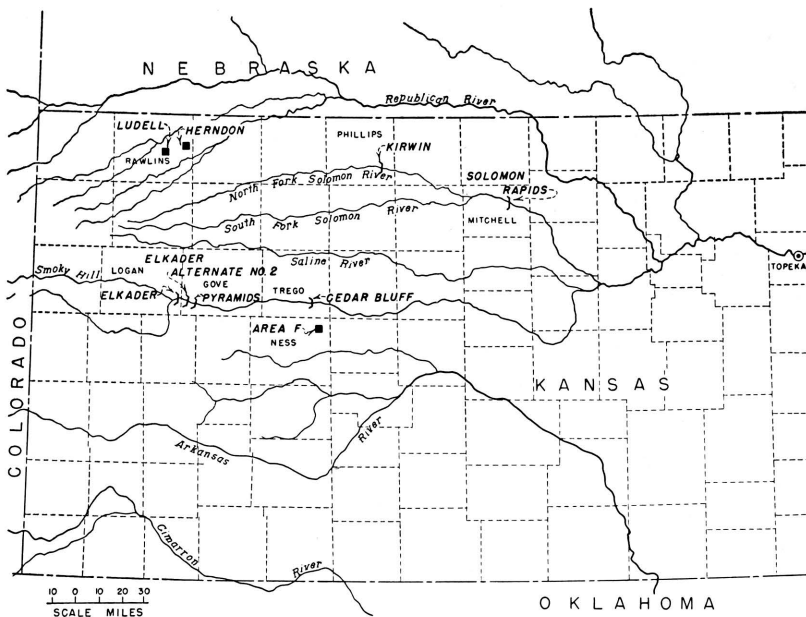 NEBRASKA
Republican River
LUDELL
HERNDON
RAWLINS
PHILLIPS
KIRWIN
North Fork Solomon River
SOLOMON
RAPIDS
South Fork Solomon River
MITCHELL
Saline River
ELKADER
ALTERNATE NO. 2
Smoky Hill
LOGAN
GOVE
TREGO
ELKADER
PYRAMIDS
CEDAR BLUFF
TOPEKA
AREA F
NESS
COLORADO
KANSAS
Arkansas
River
Cimarron
River
10 0 10 20 30
SCALE MILES
OKLAHOMA